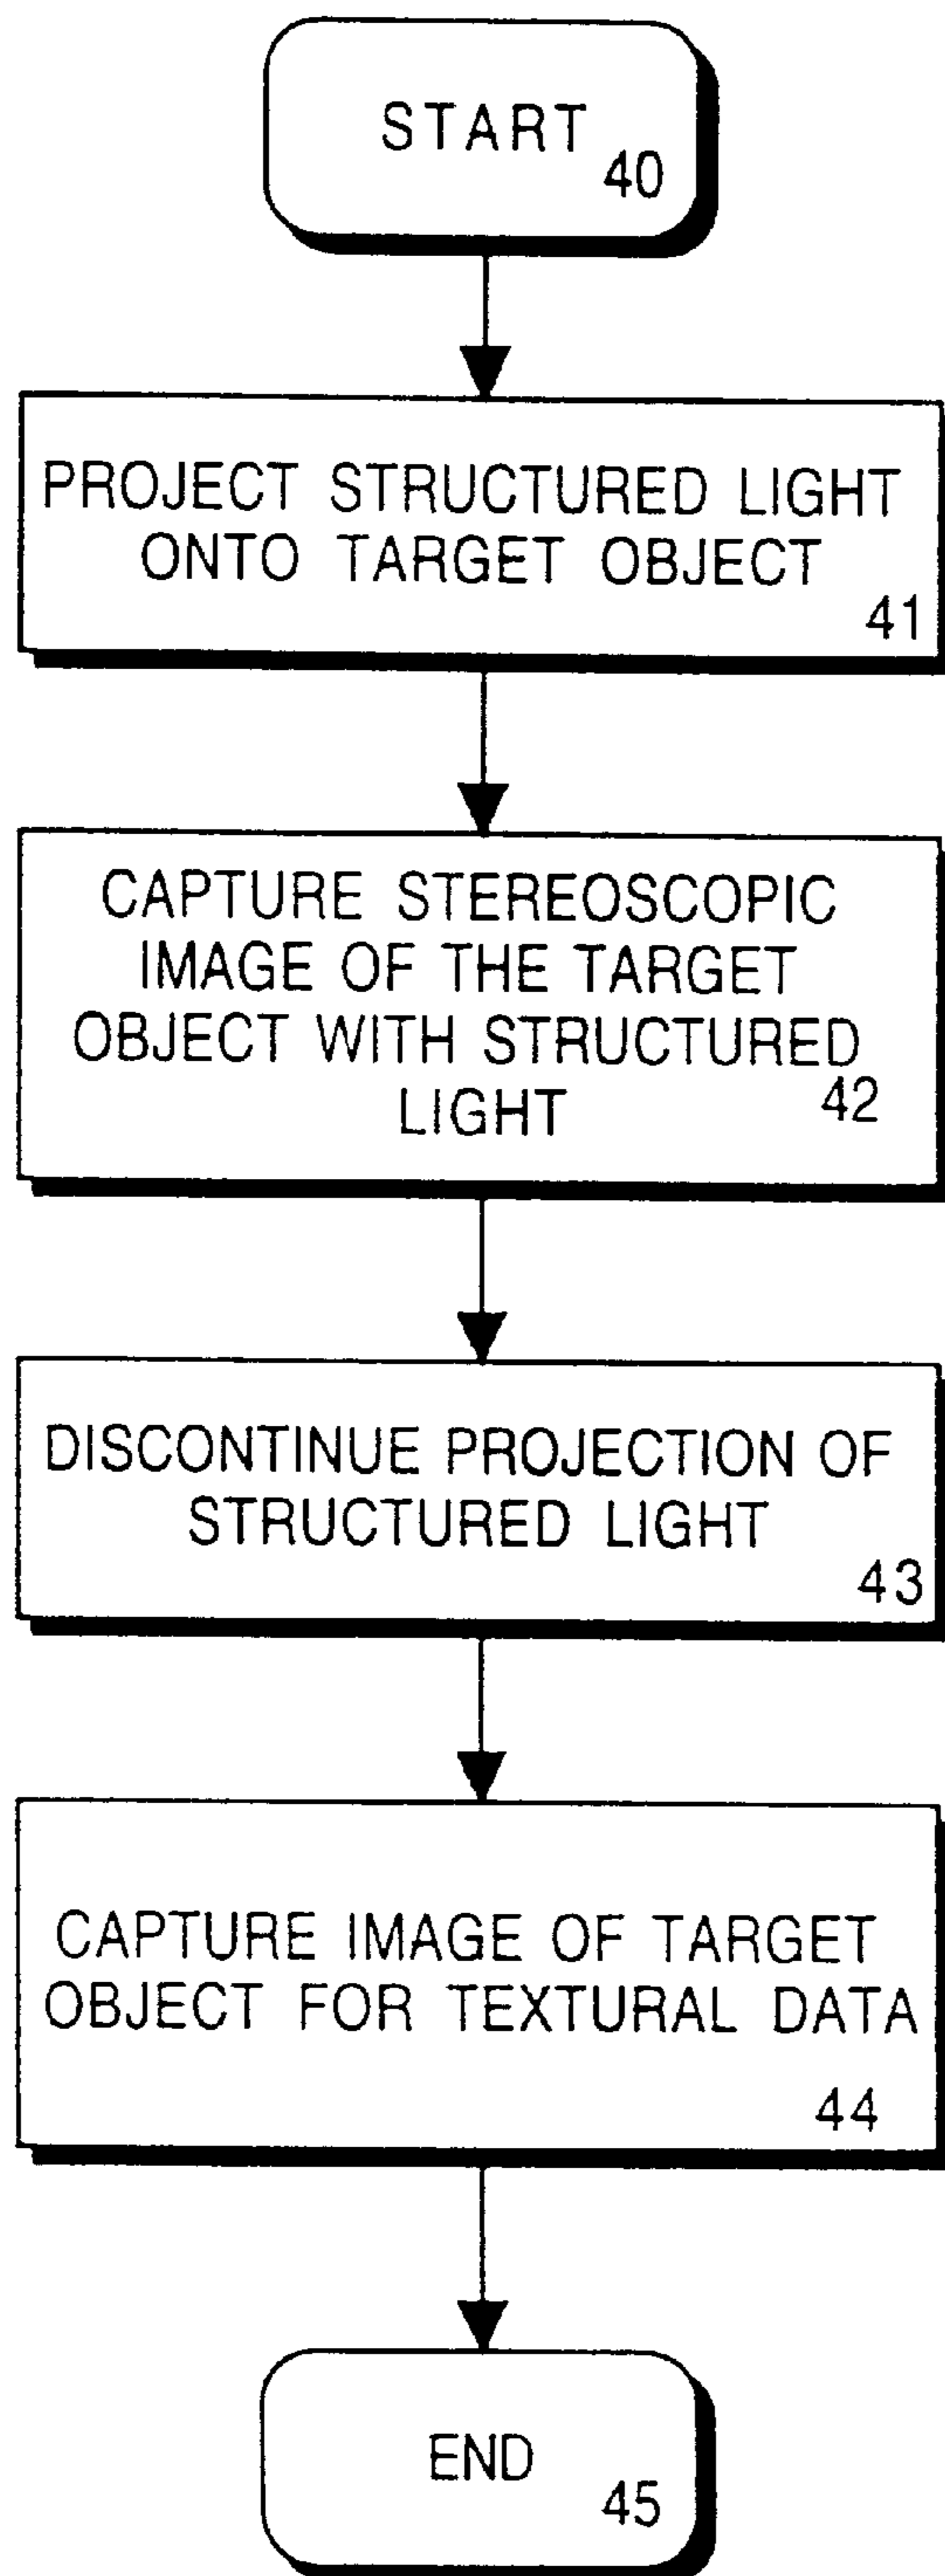 START
40
PROJECT STRUCTURED LIGHT
ONTO TARGET OBJECT
41
CAPTURE STEREOSCOPIC
IMAGE OF THE TARGET
OBJECT WITH STRUCTURED
LIGHT 42
DISCONTINUE PROJECTION OF
STRUCTURED LIGHT
43
CAPTURE IMAGE OF TARGET
OBJECT FOR TEXTURAL DATA
44
END
45